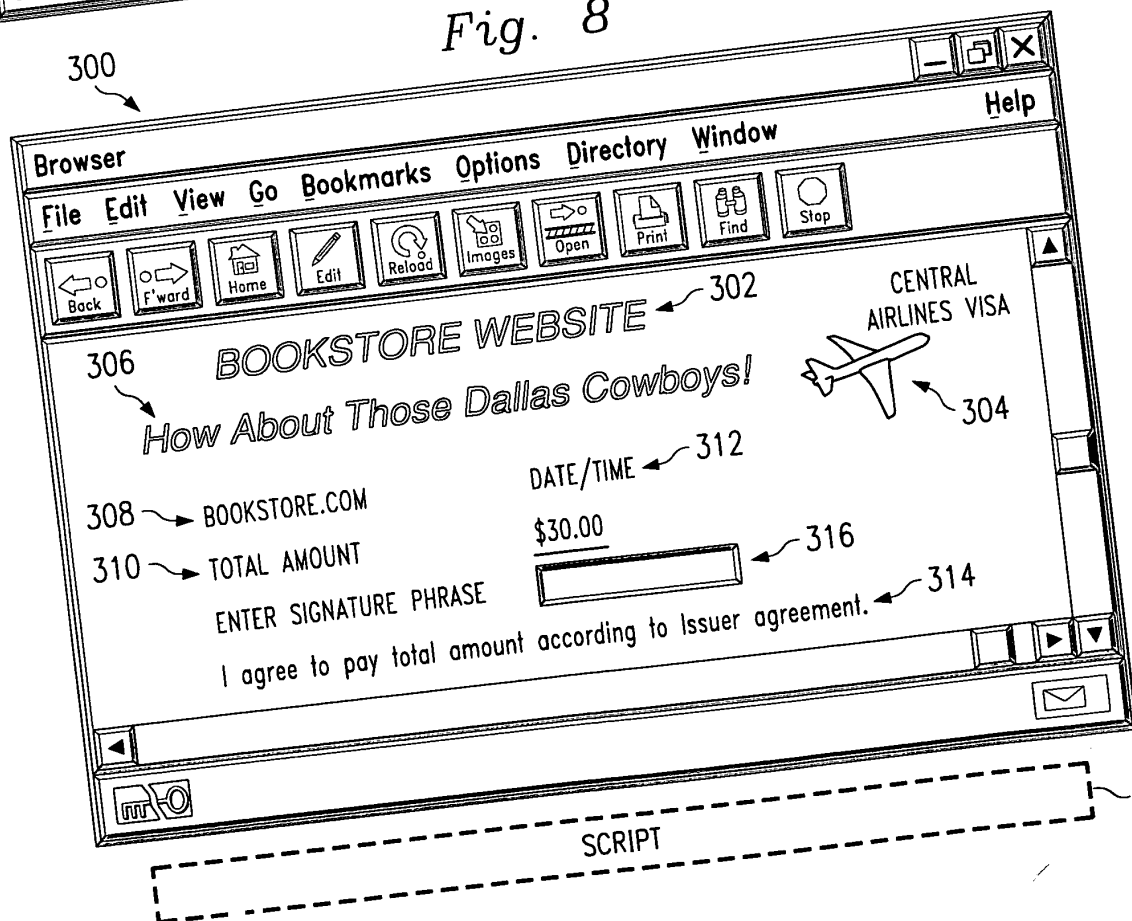 Fig. 8
300
Browser
File Edit View Go Bookmarks Options Directory Window Help
Back F'ward Home Edit Reload Images Open Print Find Stop
BOOKSTORE WEBSITE 302
CENTRAL
AIRLINES VISA
306
How About Those Dallas Cowboys!
304
DATE/TIME 312
308 BOOKSTORE.COM
310 TOTAL AMOUNT $30.00
ENTER SIGNATURE PHRASE 316
I agree to pay total amount according to Issuer agreement. 314
SCRIPT